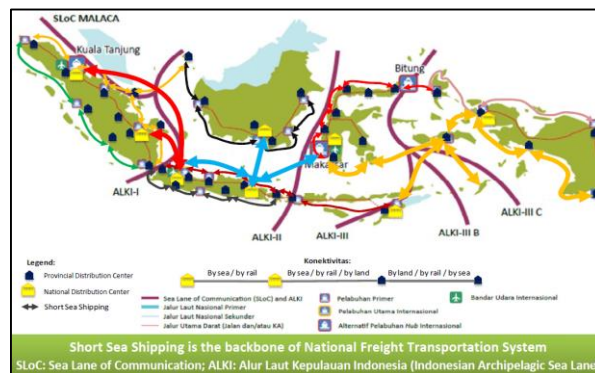 SLoC MALACA
Kuala Tanjung
Bitung
Makassar
ALKI-I
ALKI-II
ALKI-III
ALKI-III B
ALKI-III C
Legend:
Provincial Distribution Center
National Distribution Center
Short Sea Shipping
Konektivitas:
By sea / by rail
By sea / by rail / by land
By land / by rail / by sea
Sea Lane of Communication (SLoC) and ALKI
Jalur Laut Nasional Primer
Jalur Laut Nasional Sekunder
Jalur Utama Darat (Jalan dan/atau KA)
Pelabuhan Primer
Pelabuhan Utama Internasional
Alternatif Pelabuhan Hub Internasional
Bandar Udara Internasional
Short Sea Shipping is the backbone of National Freight Transportation System
SLoC: Sea Lane of Communication; ALKI: Alur Laut Kepulauan Indonesia (Indonesian Archipelagic Sea Lane